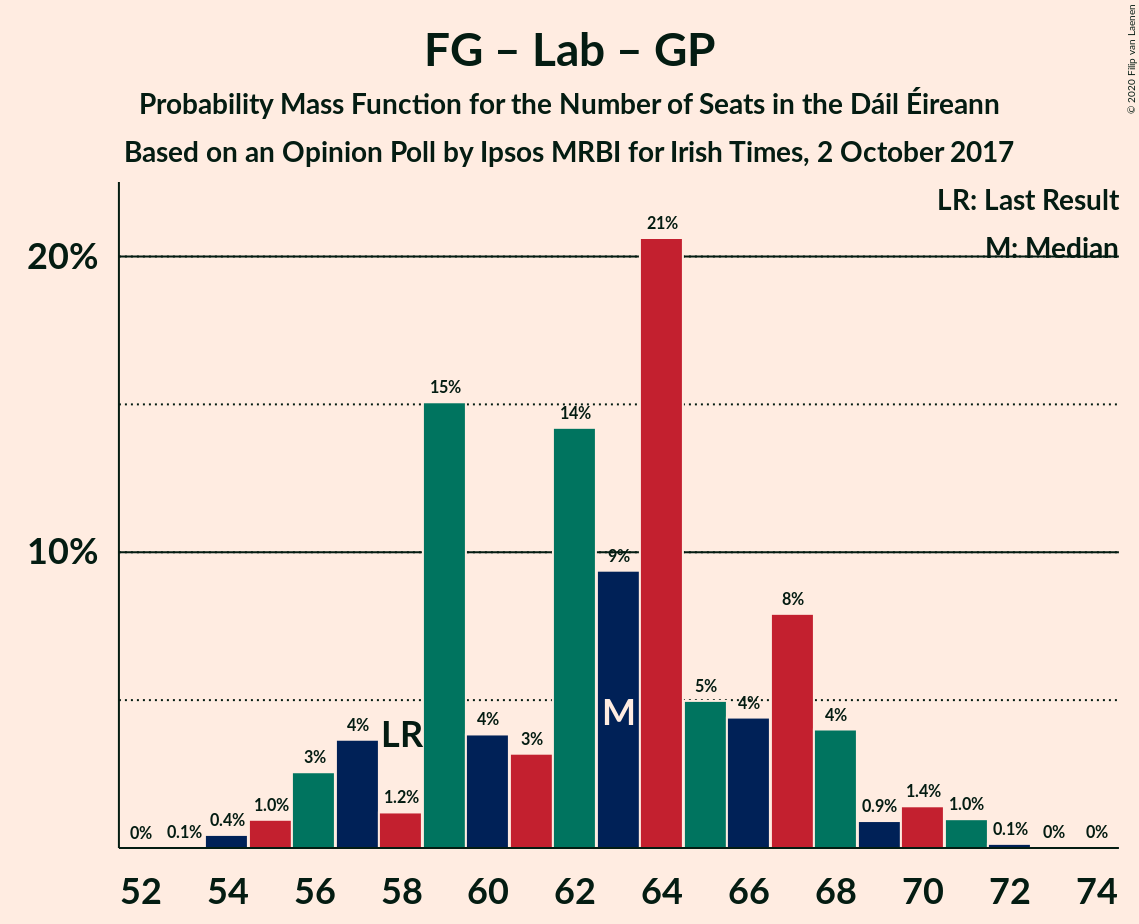 FG – Lab – GP
Probability Mass Function for the Number of Seats in the Dáil Éireann
Based on an Opinion Poll by Ipsos MRBI for Irish Times, 2 October 2017
© 2020 Filip van Laenen
LR: Last Result
M: Median
20%
10%
0%
0.1%
0.4%
1.0%
3%
4%
1.2%
LR
15%
4%
3%
14%
9%
M
21%
5%
4%
8%
4%
0.9%
1.4%
1.0%
0.1%
0%
0%
52 54 56 58 60 62 64 66 68 70 72 74